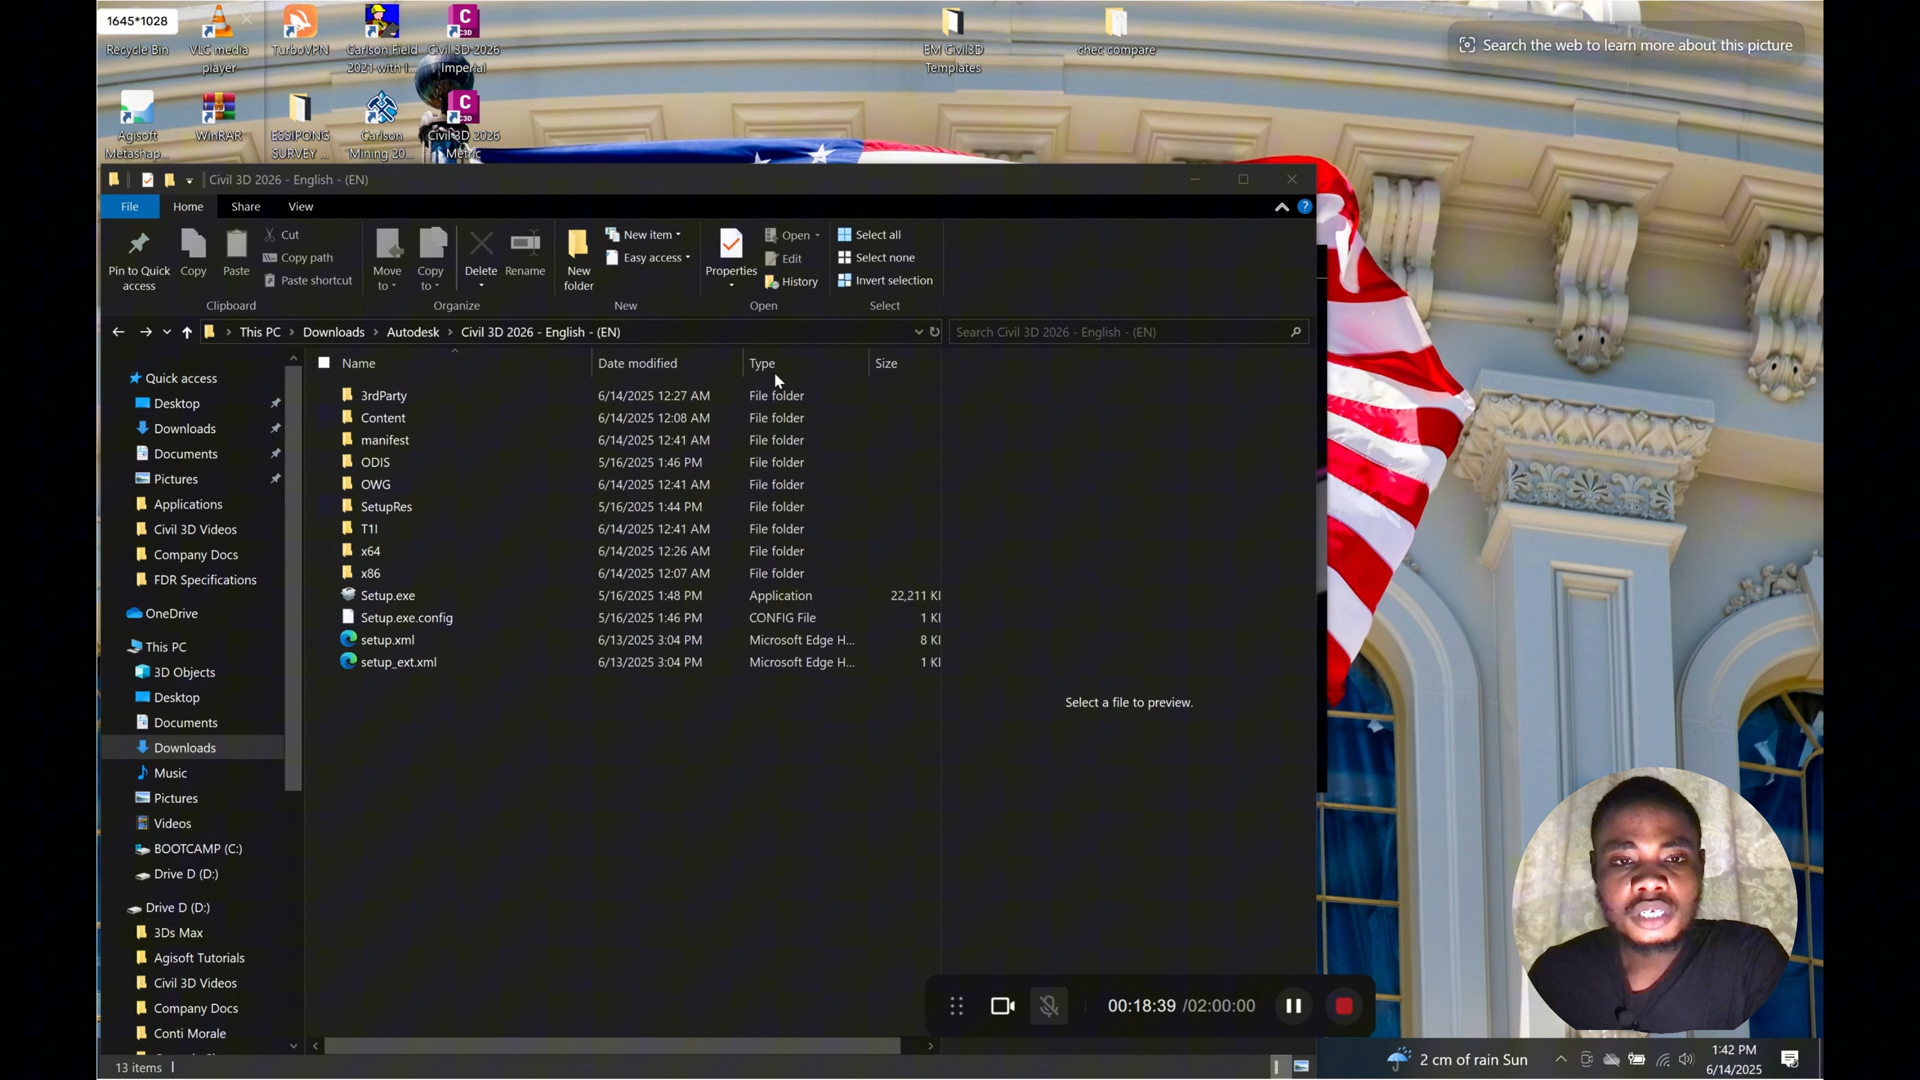 1645*1028
Recycle Bin
VLC media
player
TurboVPN
Carlson Field
2021 with I...
Civil 3D 2026
Imperial
EM Civil3D
Templates
chec compare
Search the web to learn more about this picture
Agisoft
Metashap...
WinRAR
ESSIPONG
SURVEY ...
Carlson
Mining 20...
Civil 3D 2026
Metric
Civil 3D 2026 - English - (EN)
File
Home
Share
View
Pin to Quick
access
Copy
Paste
Cut
Copy path
Paste shortcut
Move
to
Copy
to
Delete
Rename
New
folder
New item
Easy access
Properties
Open
Edit
History
Select all
Select none
Invert selection
Clipboard
Organize
New
Open
Select
This PC > Downloads > Autodesk > Civil 3D 2026 - English - (EN)
Search Civil 3D 2026 - English - (EN)
Name Date modified Type Size
3rdParty 6/14/2025 12:27 AM File folder
Content 6/14/2025 12:08 AM File folder
manifest 6/14/2025 12:41 AM File folder
ODIS 5/16/2025 1:46 PM File folder
OWG 6/14/2025 12:41 AM File folder
SetupRes 5/16/2025 1:44 PM File folder
T1I 6/14/2025 12:41 AM File folder
x64 6/14/2025 12:26 AM File folder
x86 6/14/2025 12:07 AM File folder
Setup.exe 5/16/2025 1:48 PM Application 22,211 KI
Setup.exe.config 5/16/2025 1:46 PM CONFIG File 1 KI
setup.xml 6/13/2025 3:04 PM Microsoft Edge H... 8 KI
setup_ext.xml 6/13/2025 3:04 PM Microsoft Edge H... 1 KI
Select a file to preview.
Quick access
Desktop
Downloads
Documents
Pictures
Applications
Civil 3D Videos
Company Docs
FDR Specifications
OneDrive
This PC
3D Objects
Desktop
Documents
Downloads
Music
Pictures
Videos
BOOTCAMP (C:)
Drive D (D:)
Drive D (D:)
3Ds Max
Agisoft Tutorials
Civil 3D Videos
Company Docs
Conti Morale
13 items
00:18:39 /02:00:00
2 cm of rain Sun
1:42 PM
6/14/2025